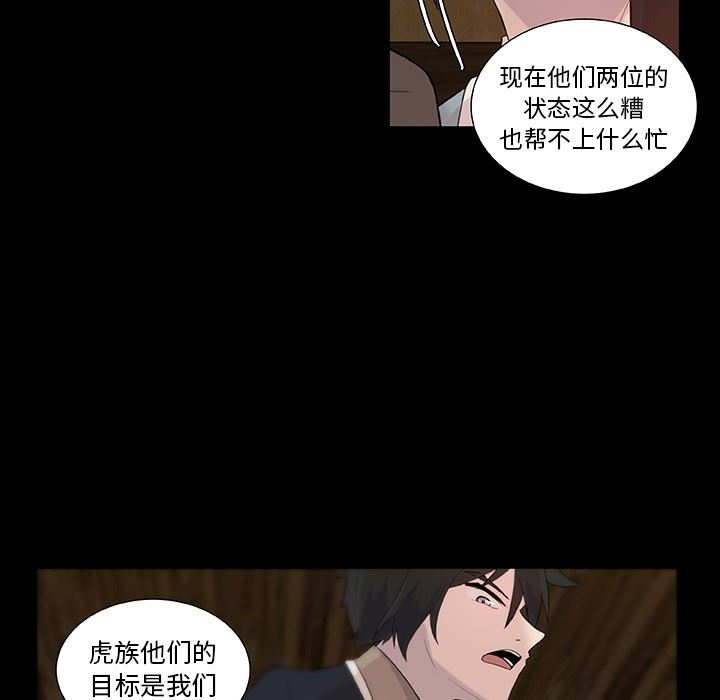 现在他们两位的
状态这么糟
也帮不上什么忙
虎族他们的
目标是我们